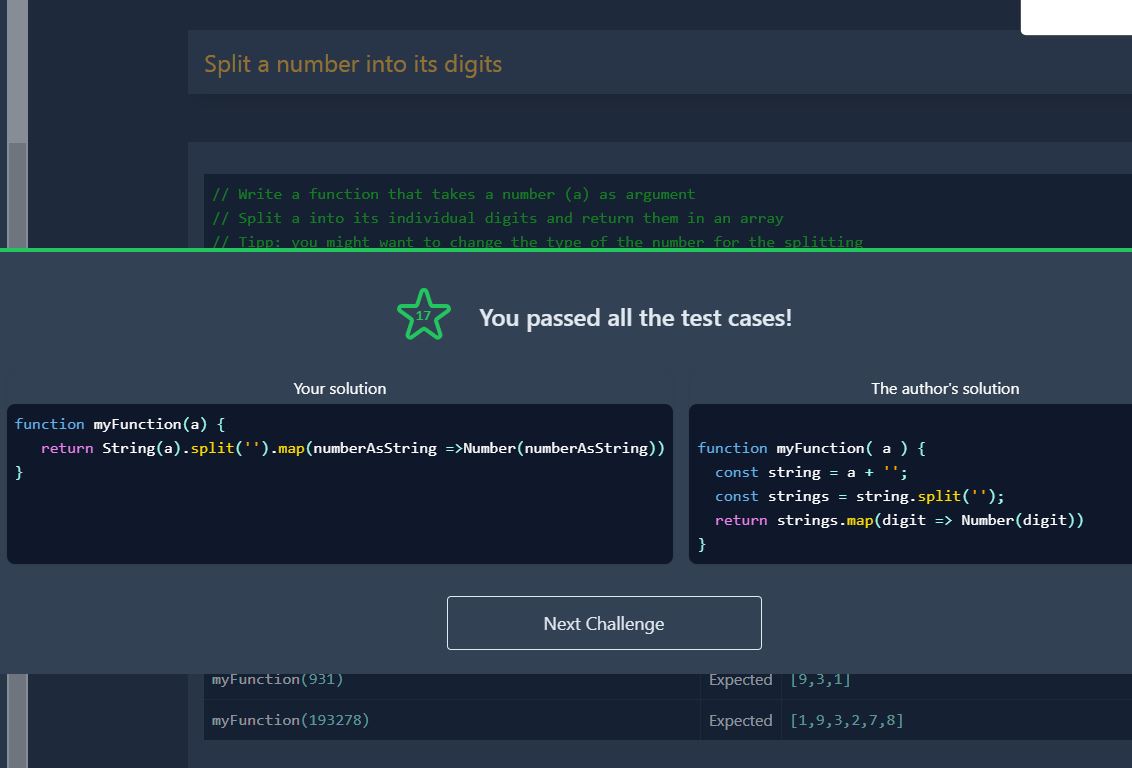 Split a number into its digits
// Write a function that takes a number (a) as argument
// Split a into its individual digits and return them in an array
// Tipp: you might want to change the type of the number for the splitting
17
You passed all the test cases!
Your solution
function myFunction(a) {
   return String(a).split('').map(numberAsString =>Number(numberAsString))
}
The author's solution
function myFunction( a ) {
  const string = a + '';
  const strings = string.split('');
  return strings.map(digit => Number(digit))
}
Next Challenge
myFunction(931) Expected [9,3,1]
myFunction(193278) Expected [1,9,3,2,7,8]